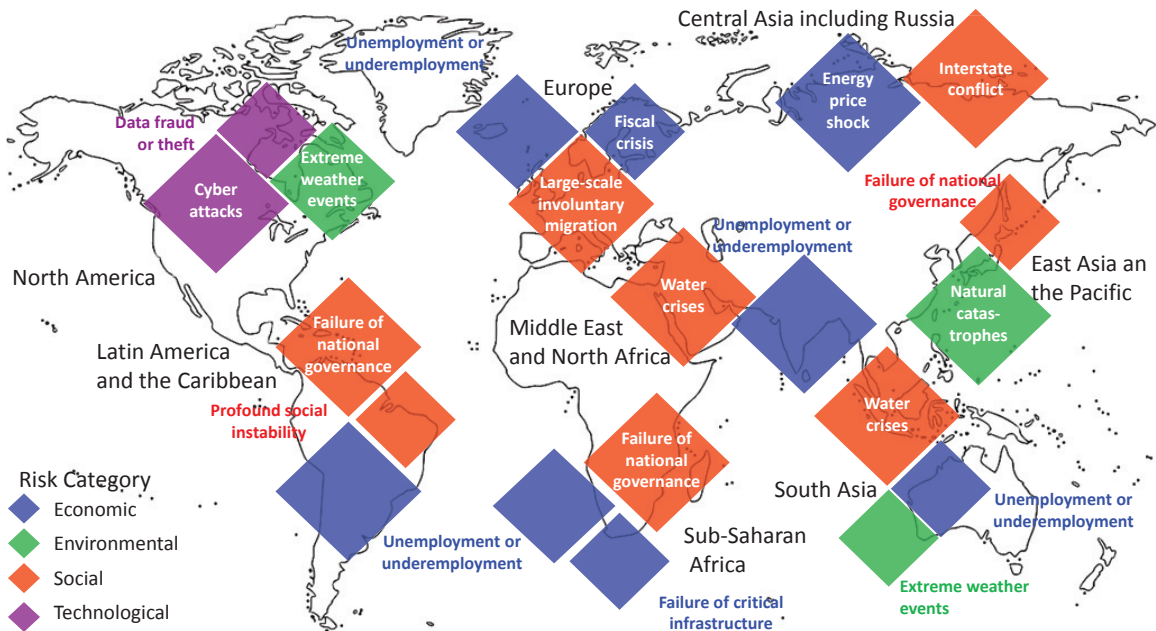 Central Asia including Russia
Unemployment or
underemployment
Europe
Energy
price
shock
Interstate
conflict
Data fraud
or theft
Fiscal
crisis
Extreme
weather
events
Cyber
attacks
Large-scale
involuntary
migration
Failure of national
governance
Unemployment or
underemployment
North America
East Asia an
the Pacific
Water
crises
Natural
catas-
trophes
Failure of
national
governance
Middle East
and North Africa
Latin America
and the Caribbean
Profound social
instability
Water
crises
Failure of
national
governance
Risk Category
Economic
Environmental
Social
Technological
South Asia
Unemployment or
underemployment
Unemployment or
underemployment
Sub-Saharan
Africa
Extreme weather
events
Failure of critical
infrastructure